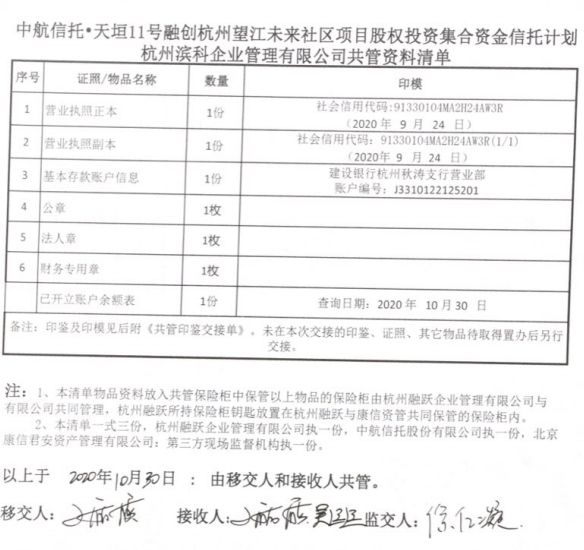 中航信托•天垣11号融创杭州望江未来社区项目股权投资集合资金信托计划
杭州滨科企业管理有限公司共管资料清单
序号 证照/物品名称 数量 印模
1 营业执照正本 1份 社会信用代码:91330104MA2H24AW3R
（2020年 9 月 24 日）
2 营业执照副本 1份 社会信用代码: 91330104MA2H24AW3R(1/1)
（2020年 9 月 24 日）
3 基本存款账户信息 1份 建设银行杭州秋涛支行营业部
账户编号: J3310122125201
4 公章 1枚
5 法人章 1枚
6 财务专用章 1枚
已开立账户余额表 1份 查询日期: 2020年 10月 30 日
备注: 印鉴及印模见后附《共管印鉴交接单》。未在本次交接的印鉴、证照、其它物品待取得置办后另行
交接。
注: 1、本清单物品资料放入共管保险柜中保管以上物品的保险柜由杭州融跃企业管理有限公司与
有限公司共同管理，杭州融跃所持保险柜钥匙放置在杭州融跃与康信资管共同保管的保险柜内。
2、本清单一式三份，杭州融跃企业管理有限公司执一份，中航信托股份有限公司执一份，北京
康信君安资产管理有限公司: 第三方现场监督机构执一份。
以上于 2020年10月30日 : 由移交人和接收人共管。
移交人: 接收人: 监交人: 徐仁凝